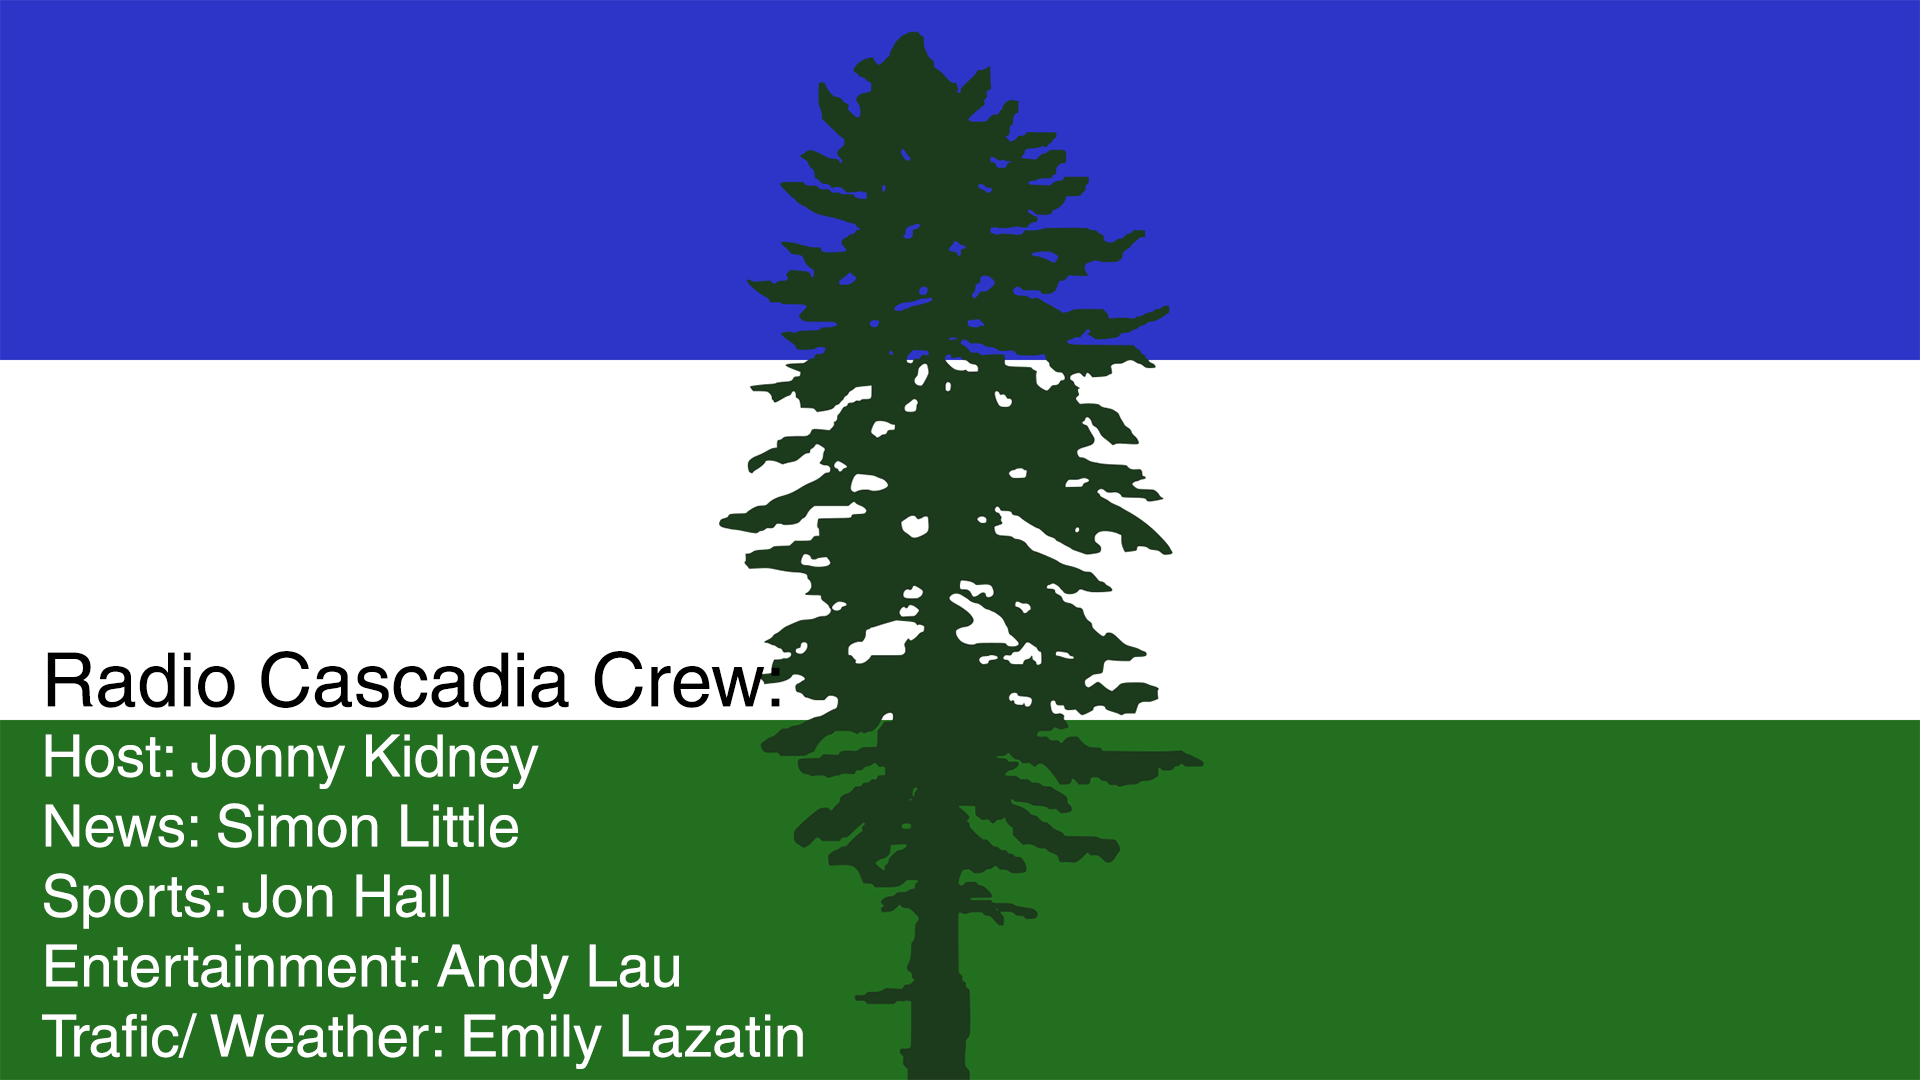 Radio Cascadia Crew:
Host: Jonny Kidney
News: Simon Little
Sports: Jon Hall
Entertainment: Andy Lau
Trafic/ Weather: Emily Lazatin